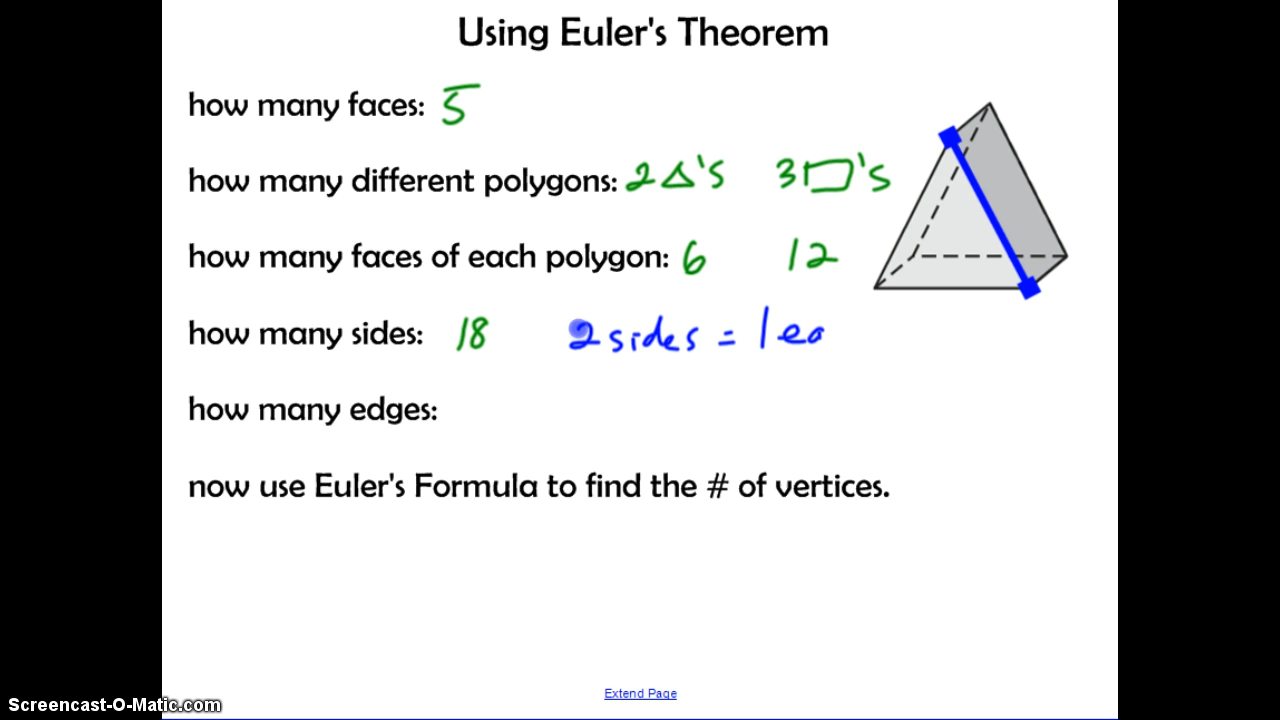 Using Euler's Theorem
how many faces: 5
how many different polygons: 2 △'s 3 ▱'s
how many faces of each polygon: 6 12
how many sides: 18 2 sides = 1 ea
how many edges:
now use Euler's Formula to find the # of vertices.
Extend Page
Screencast-O-Matic.com